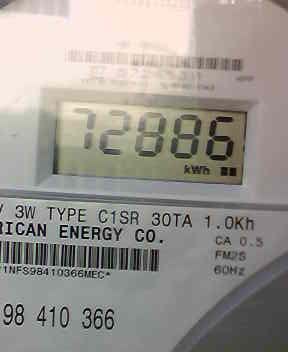 72886
kWh
V 3W TYPE C1SR 30TA 1.0Kh
RICAN ENERGY CO.
CA 0.5
FM2S
60Hz
1NFS98410366MEC*
98 410 366